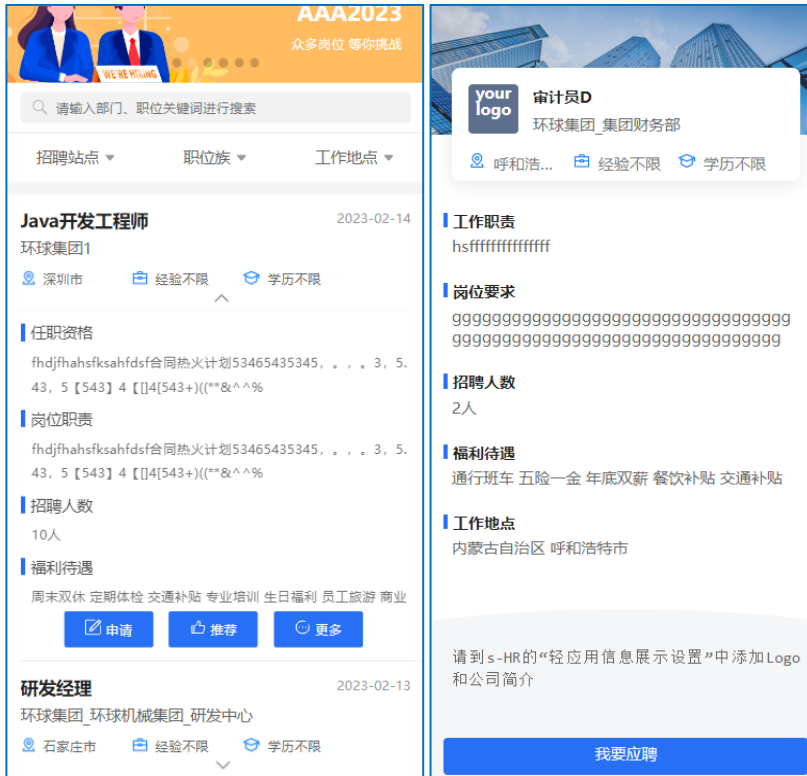 AAA2023
众多岗位 等你挑战
WE'RE HIRING
请输入部门、职位关键词进行搜索
招聘站点 职位族 工作地点
Java开发工程师 2023-02-14
环球集团1
深圳市 经验不限 学历不限
任职资格
fhdjfhahsfksahfdsf合同热火计划53465435345，。，。3，5.
43，5【543】4【[]4[543+)((**&^^%
岗位职责
fhdjfhahsfksahfdsf合同热火计划53465435345，。，。3，5.
43，5【543】4【[]4[543+)((**&^^%
招聘人数
10人
福利待遇
周末双休 定期体检 交通补贴 专业培训 生日福利 员工旅游 商业
申请 推荐 更多
研发经理 2023-02-13
环球集团_环球机械集团_研发中心
石家庄市 经验不限 学历不限
your
logo
审计员D
环球集团_集团财务部
呼和浩... 经验不限 学历不限
工作职责
hsfffffffffffffff
岗位要求
gggggggggggggggggggggggggggggggggg
ggggggggggggggggggggggggggggggggg
招聘人数
2人
福利待遇
通行班车 五险一金 年底双薪 餐饮补贴 交通补贴
工作地点
内蒙古自治区 呼和浩特市
请到s-HR的“轻应用信息展示设置”中添加Logo
和公司简介
我要应聘